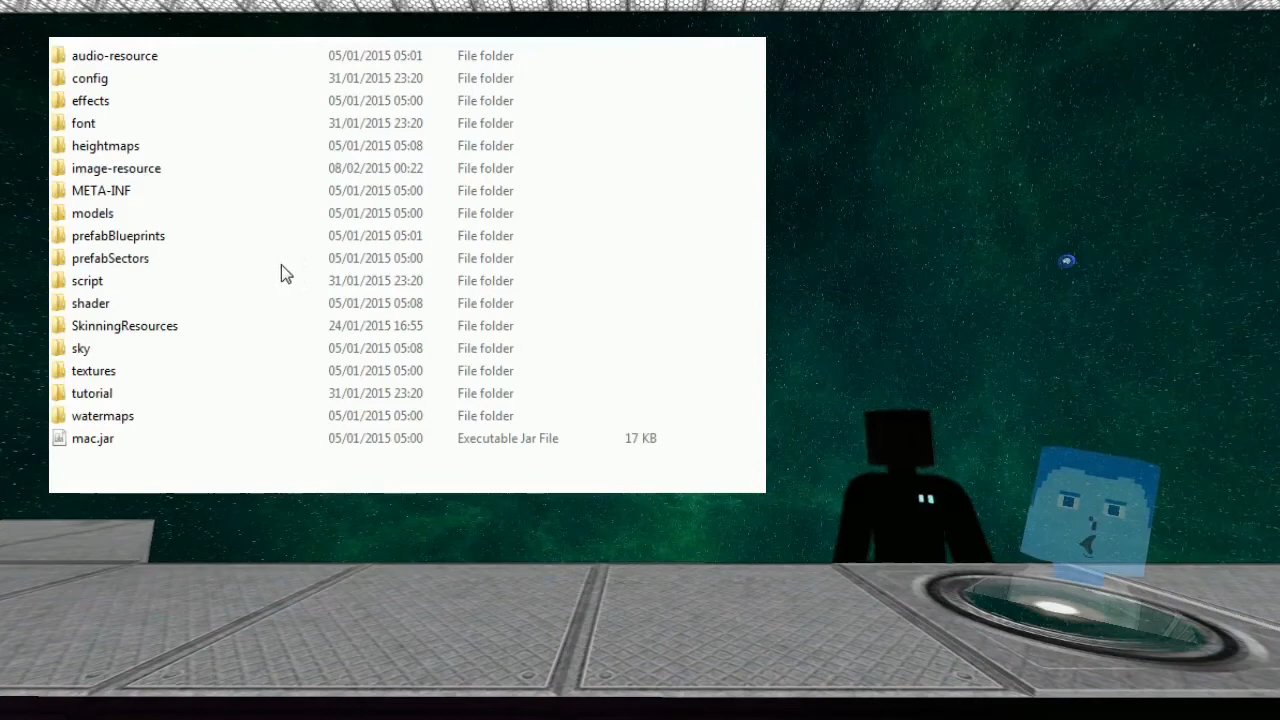 audio-resource 05/01/2015 05:01 File folder
config 31/01/2015 23:20 File folder
effects 05/01/2015 05:00 File folder
font 31/01/2015 23:20 File folder
heightmaps 05/01/2015 05:08 File folder
image-resource 08/02/2015 00:22 File folder
META-INF 05/01/2015 05:00 File folder
models 05/01/2015 05:00 File folder
prefabBlueprints 05/01/2015 05:01 File folder
prefabSectors 05/01/2015 05:00 File folder
script 31/01/2015 23:20 File folder
shader 05/01/2015 05:08 File folder
SkinningResources 24/01/2015 16:55 File folder
sky 05/01/2015 05:08 File folder
textures 05/01/2015 05:00 File folder
tutorial 31/01/2015 23:20 File folder
watermaps 05/01/2015 05:00 File folder
mac.jar 05/01/2015 05:00 Executable Jar File 17 KB